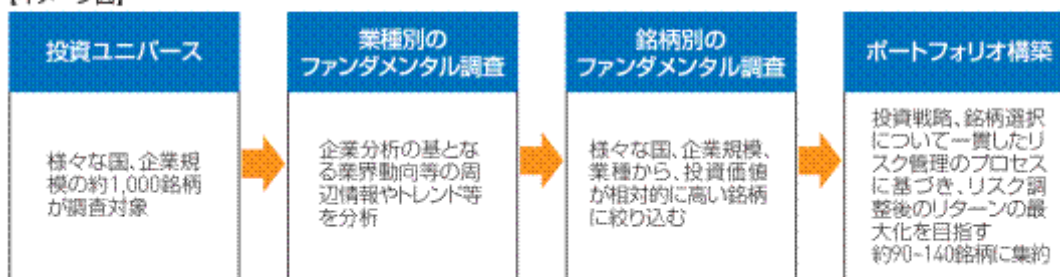 投資ユニバース
様々な国、企業規
模の約1,000銘柄
が調査対象
業種別の
ファンダメンタル調査
企業分析の基とな
る業界動向等の周
辺情報やトレンド等
を分析
銘柄別の
ファンダメンタル調査
様々な国、企業規模、
業種から、投資価値
が相対的に高い銘柄
に絞り込む
ポートフォリオ構築
投資戦略、銘柄選択
について一貫したリ
スク管理のプロセス
に基づき、リスク調
整後のリターンの最
大化を目指す
約90~140銘柄に集約